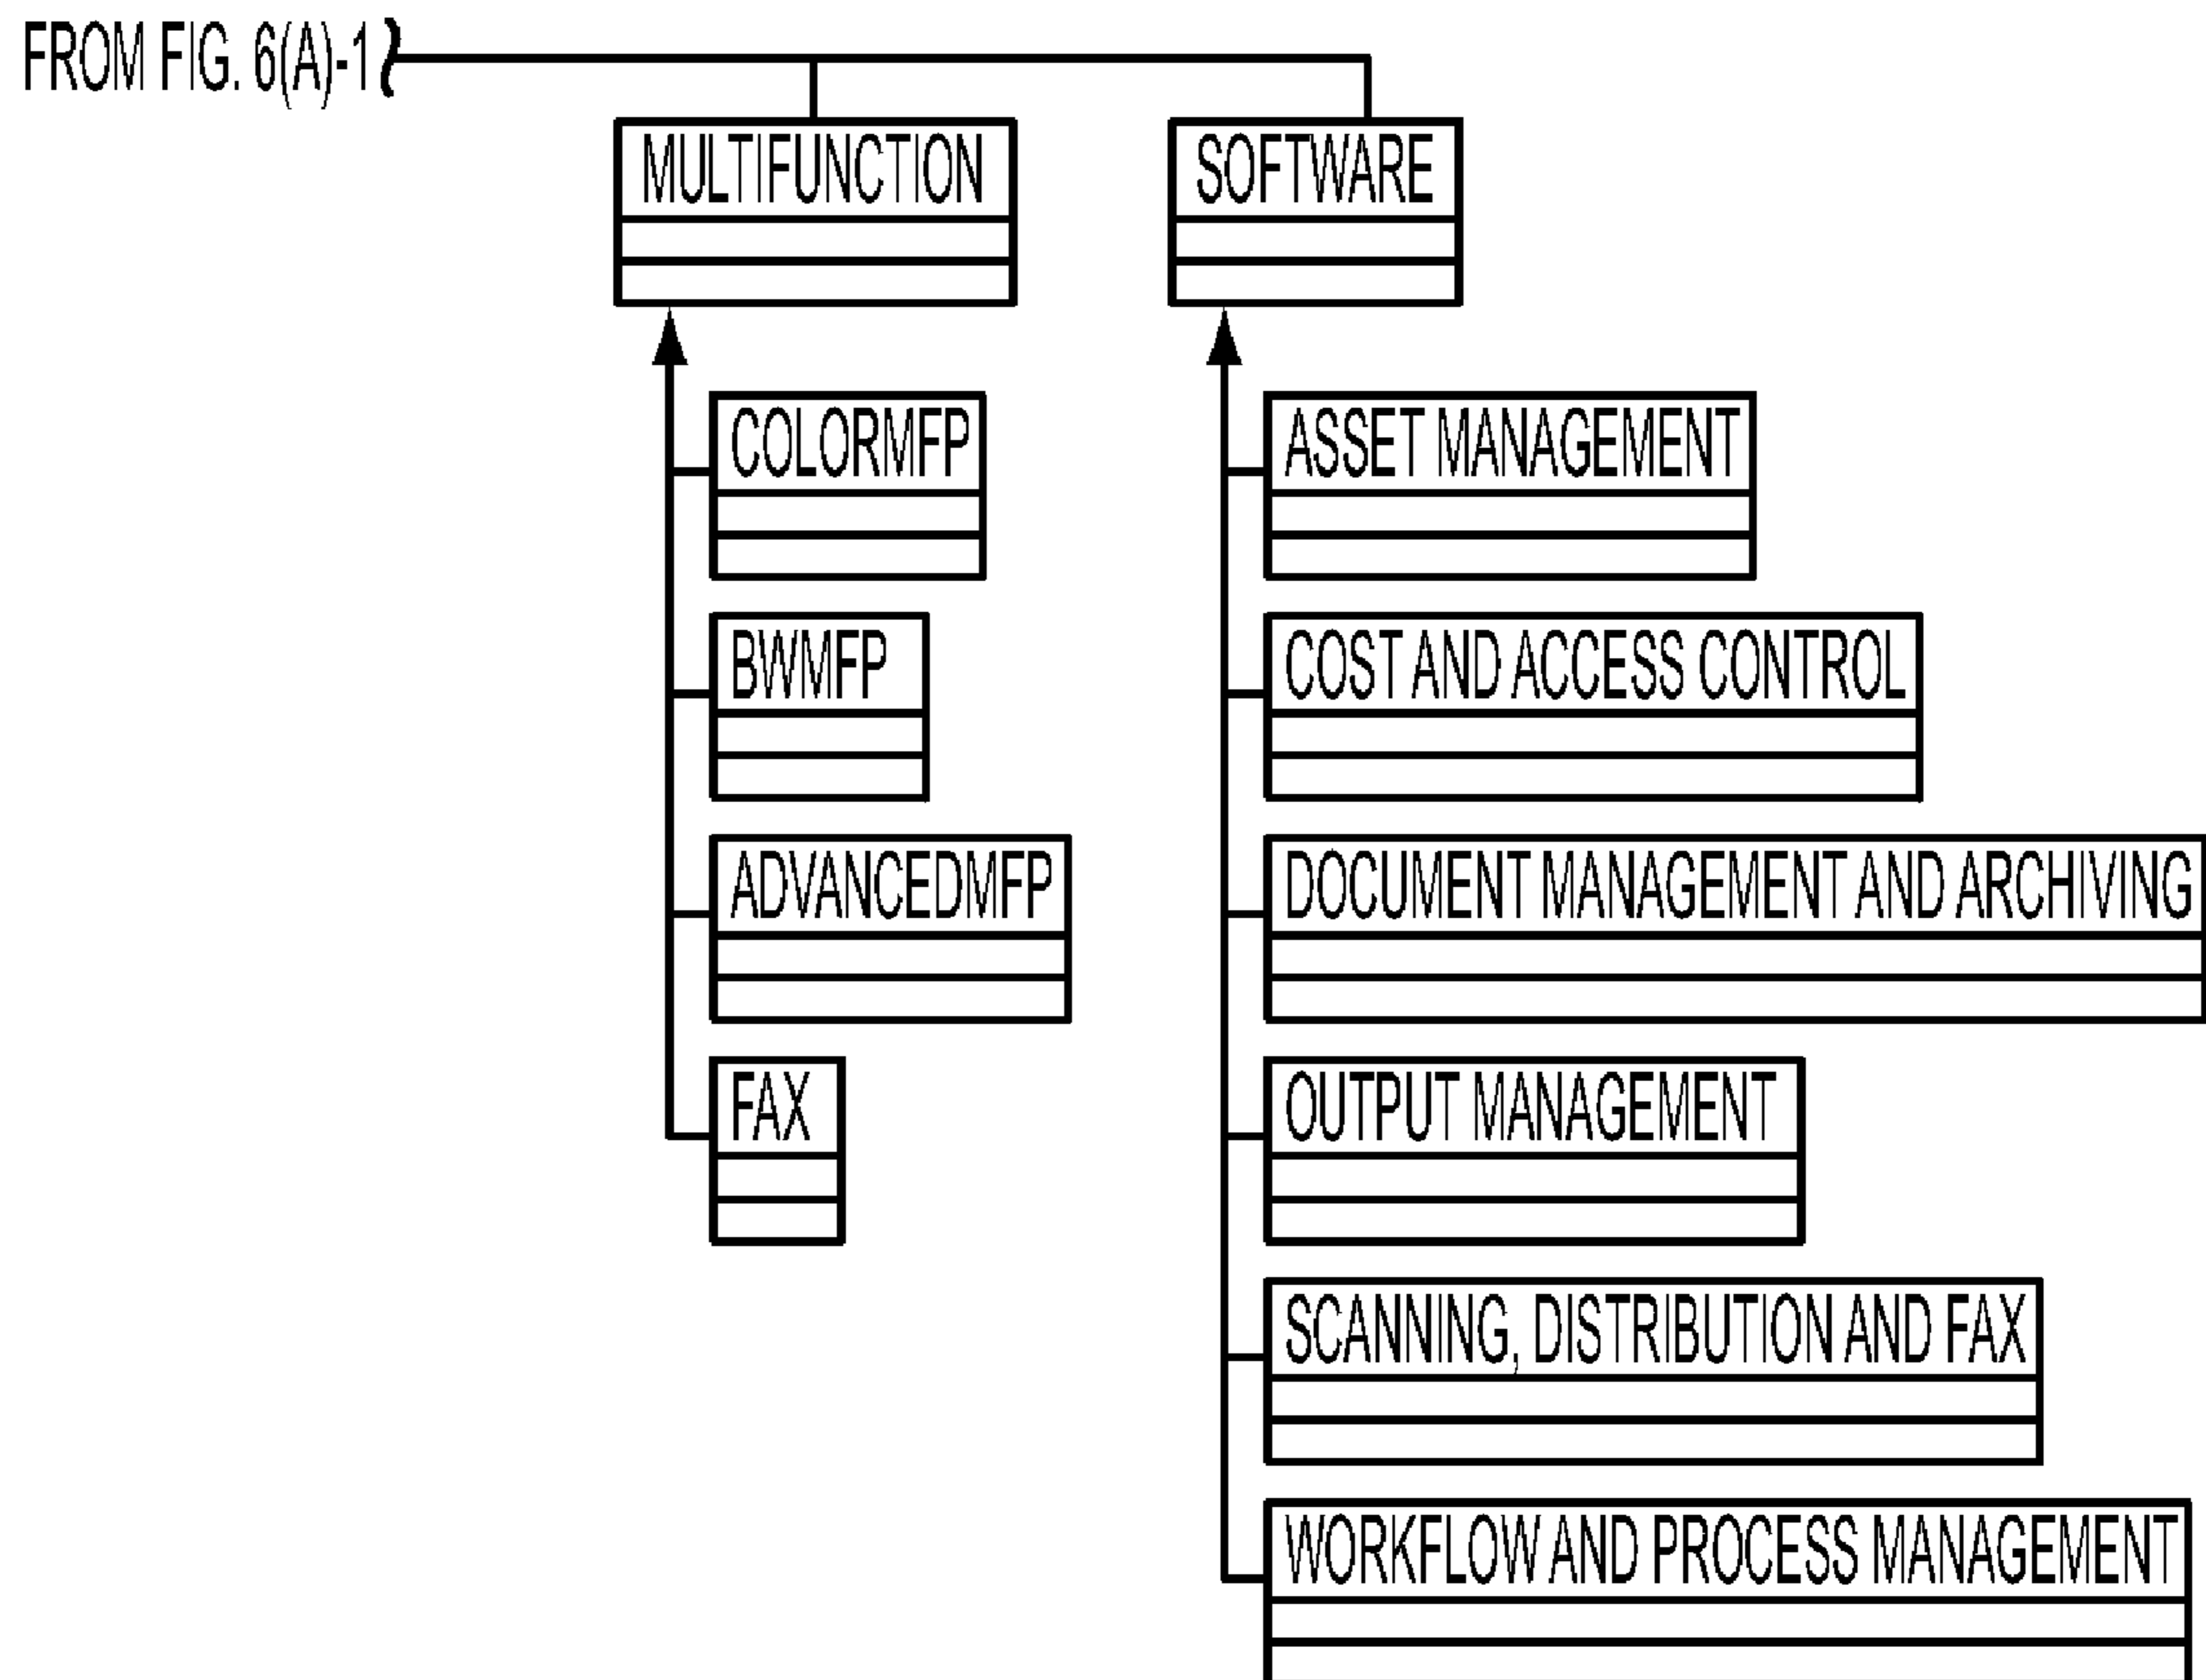 FROM FIG. 6(A)-1
MULTIFUNCTION
SOFTWARE
COLORMFP
BWMFP
ADVANCEDMFP
FAX
ASSET MANAGEMENT
COST AND ACCESS CONTROL
DOCUMENT MANAGEMENT AND ARCHIVING
OUTPUT MANAGEMENT
SCANNING, DISTRIBUTION AND FAX
WORKFLOW AND PROCESS MANAGEMENT